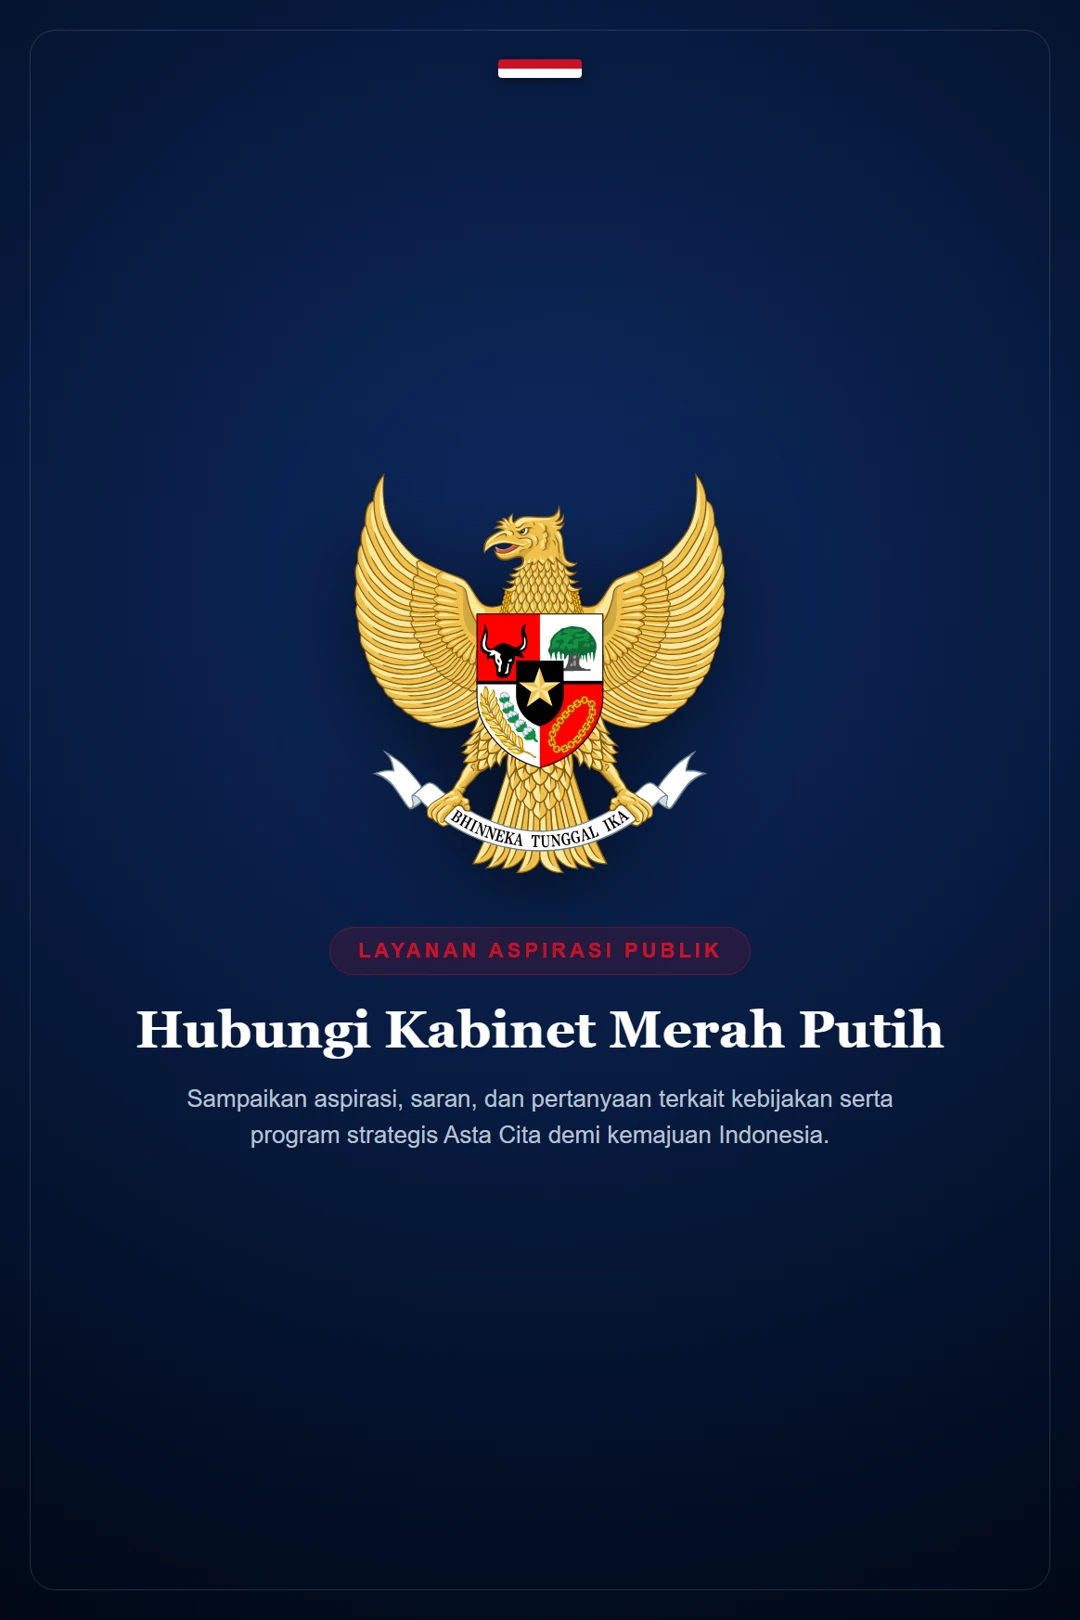 BHINNEKA TUNGGAL IKA
LAYANAN ASPIRASI PUBLIK
Hubungi Kabinet Merah Putih
Sampaikan aspirasi, saran, dan pertanyaan terkait kebijakan serta
program strategis Asta Cita demi kemajuan Indonesia.